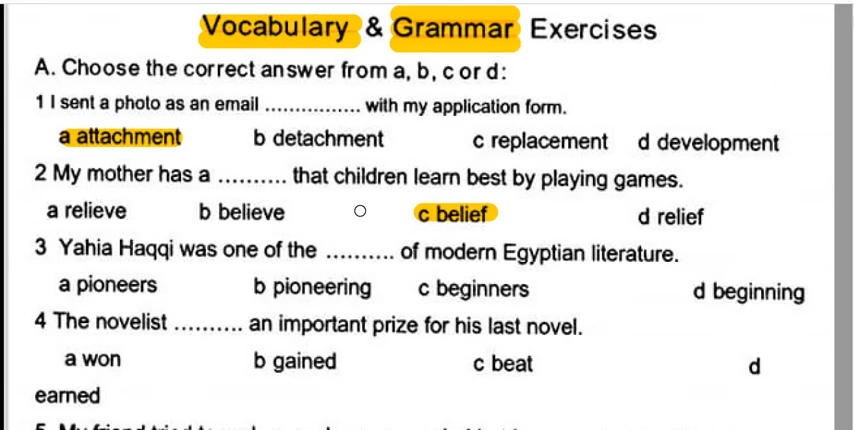 Vocabulary & Grammar Exercises
A. Choose the correct answer from a, b, c or d:
1 I sent a photo as an email ................ with my application form.
a attachment b detachment c replacement d development
2 My mother has a .......... that children learn best by playing games.
a relieve b believe c belief d relief
3 Yahia Haqqi was one of the .......... of modern Egyptian literature.
a pioneers b pioneering c beginners d beginning
4 The novelist .......... an important prize for his last novel.
a won b gained c beat d
earned